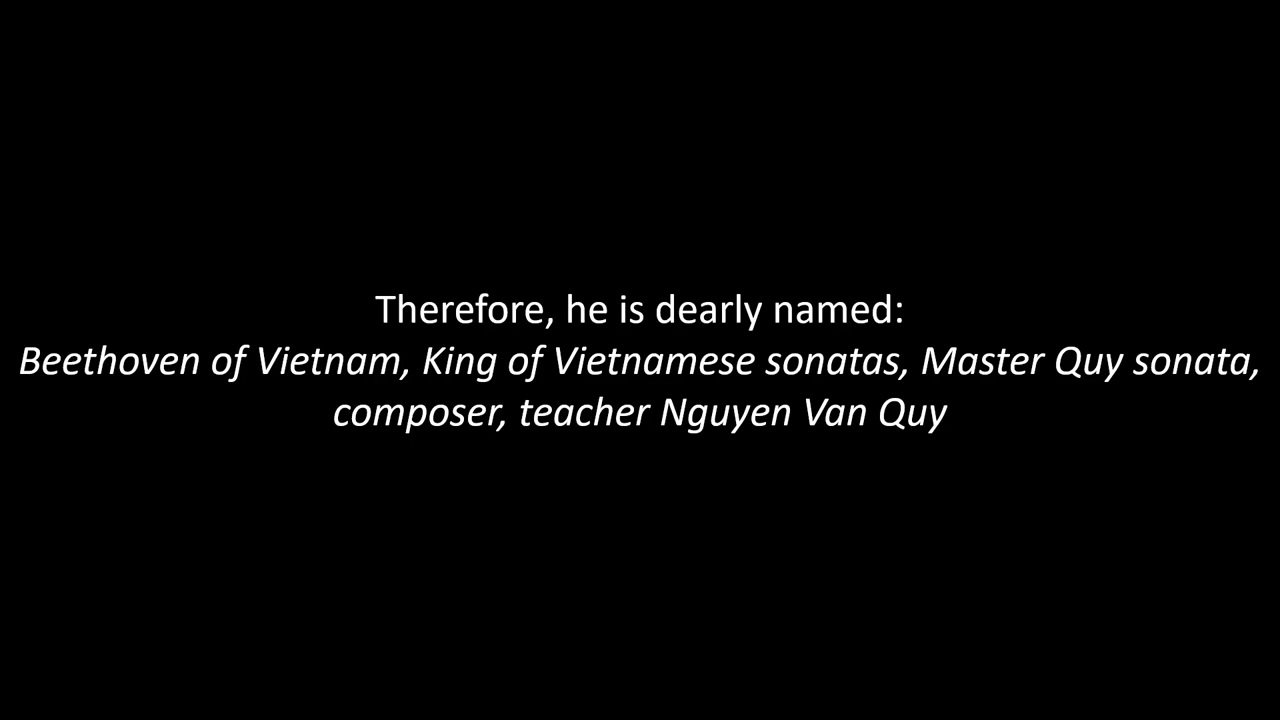 Therefore, he is dearly named:
Beethoven of Vietnam, King of Vietnamese sonatas, Master Quy sonata,
composer, teacher Nguyen Van Quy